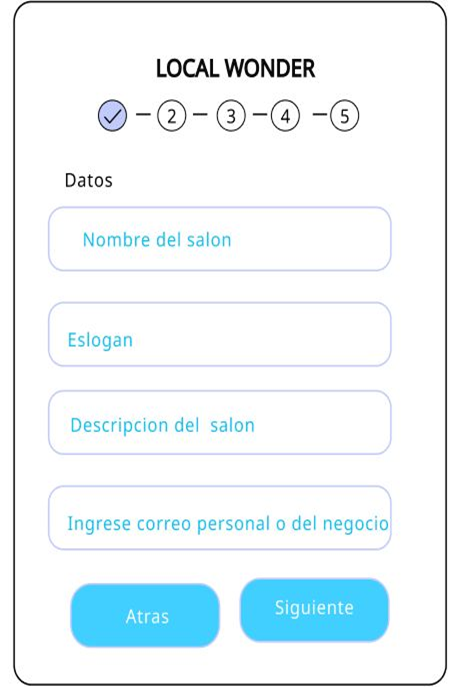 LOCAL WONDER
2 3 4 5
Datos
Nombre del salon
Eslogan
Descripcion del salon
Ingrese correo personal o del negocio
Atras Siguiente